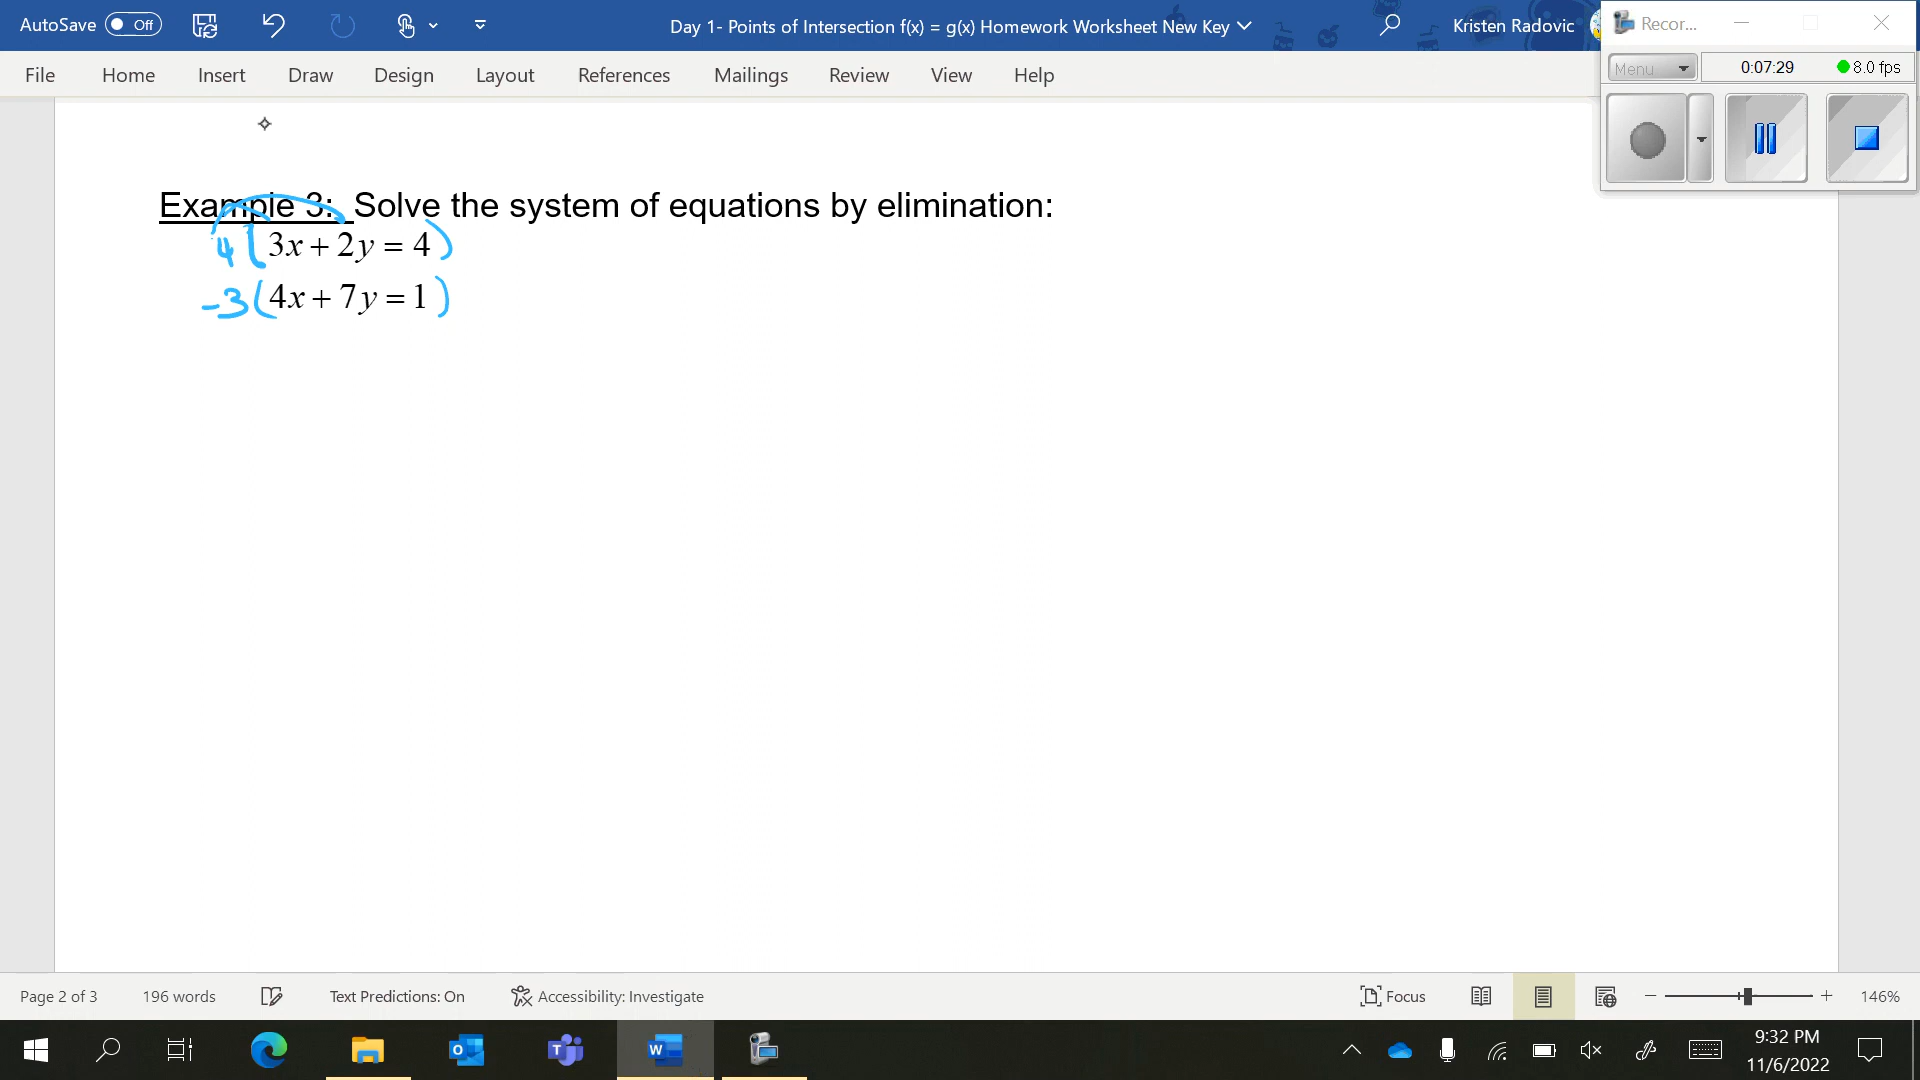 AutoSave Off Day 1- Points of Intersection f(x) = g(x) Homework Worksheet New Key Kristen Radovic Recor...
File Home Insert Draw Design Layout References Mailings Review View Help Menu 0:07:29 8.0 fps
Example 3: Solve the system of equations by elimination:
4(3x + 2y = 4)
-3(4x + 7y = 1)
Page 2 of 3 196 words Text Predictions: On Accessibility: Investigate Focus 146%
9:32 PM
11/6/2022